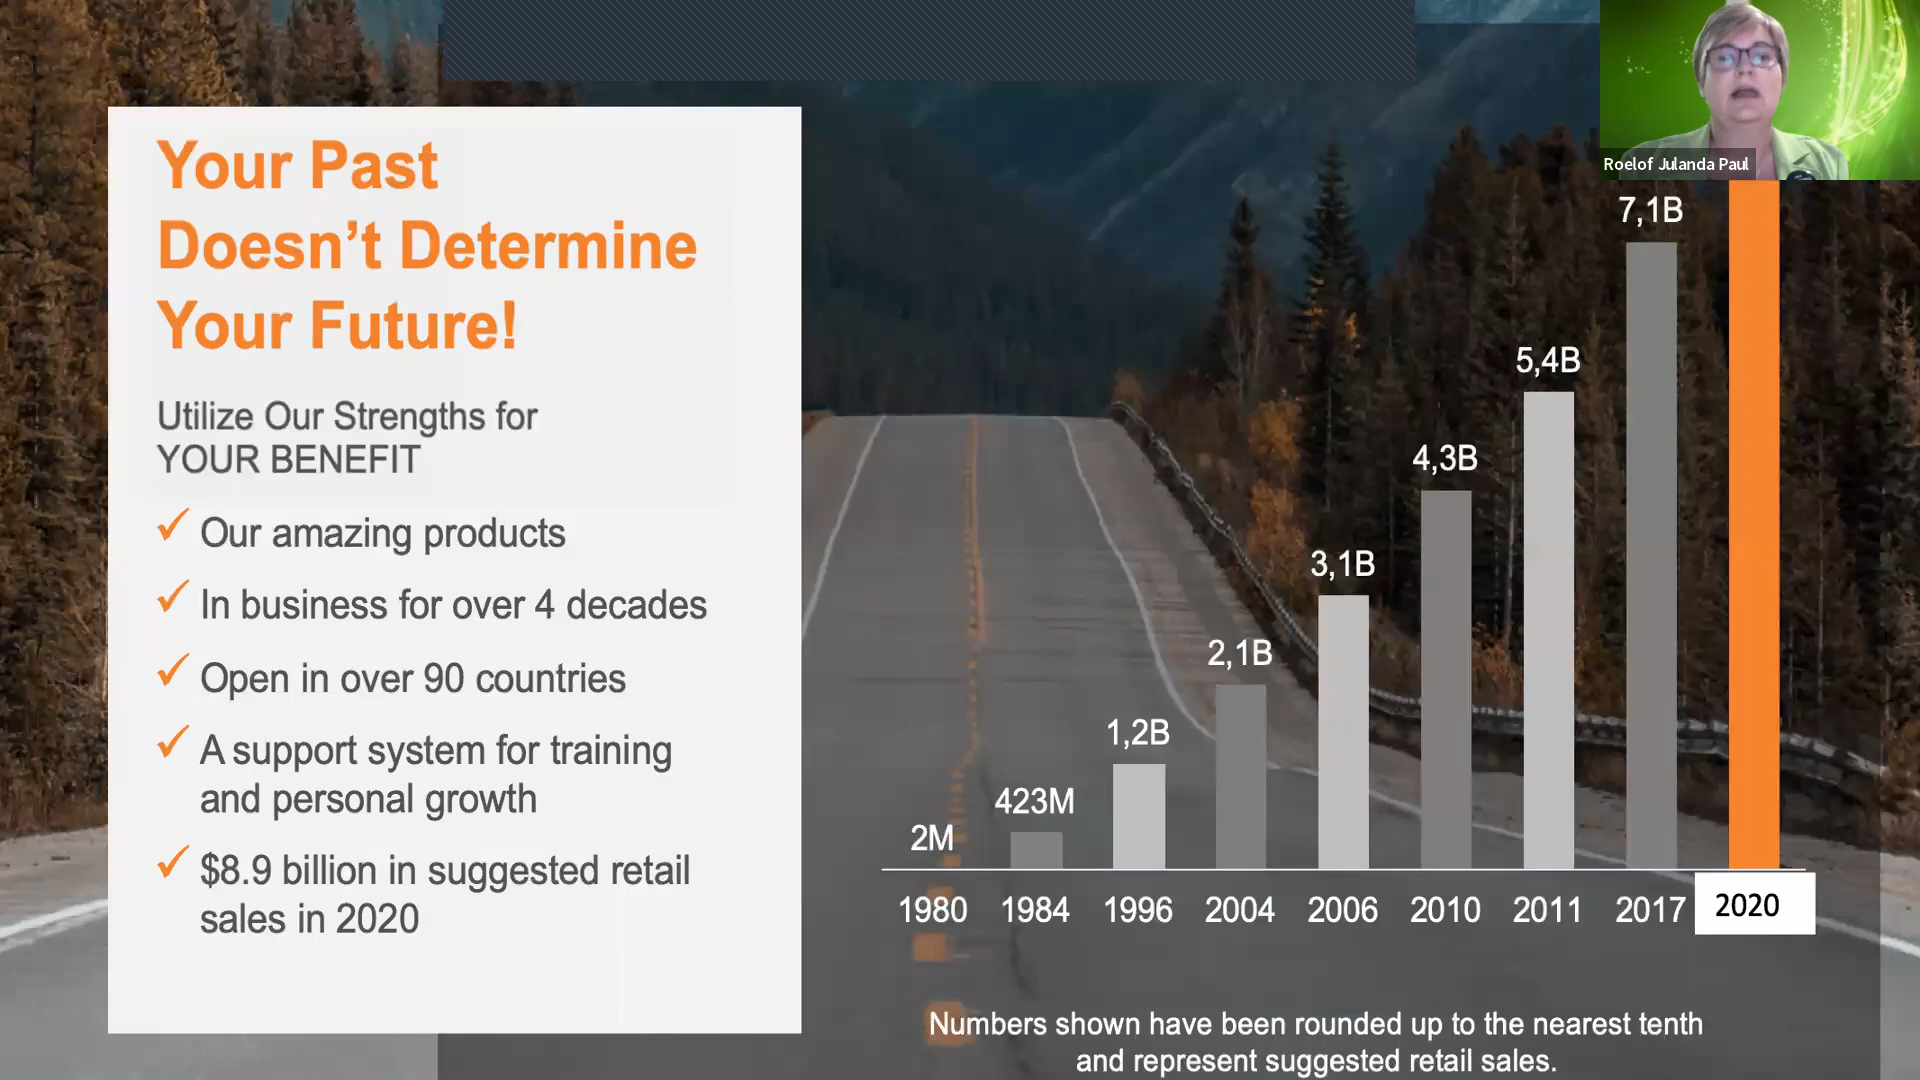 Your Past
Doesn't Determine
Your Future!
Utilize Our Strengths for
YOUR BENEFIT
Our amazing products
In business for over 4 decades
Open in over 90 countries
A support system for training
and personal growth
$8.9 billion in suggested retail
sales in 2020
Roelof Julanda Paul
2M
423M
1,2B
2,1B
3,1B
4,3B
5,4B
7,1B
1980 1984 1996 2004 2006 2010 2011 2017 2020
Numbers shown have been rounded up to the nearest tenth
and represent suggested retail sales.